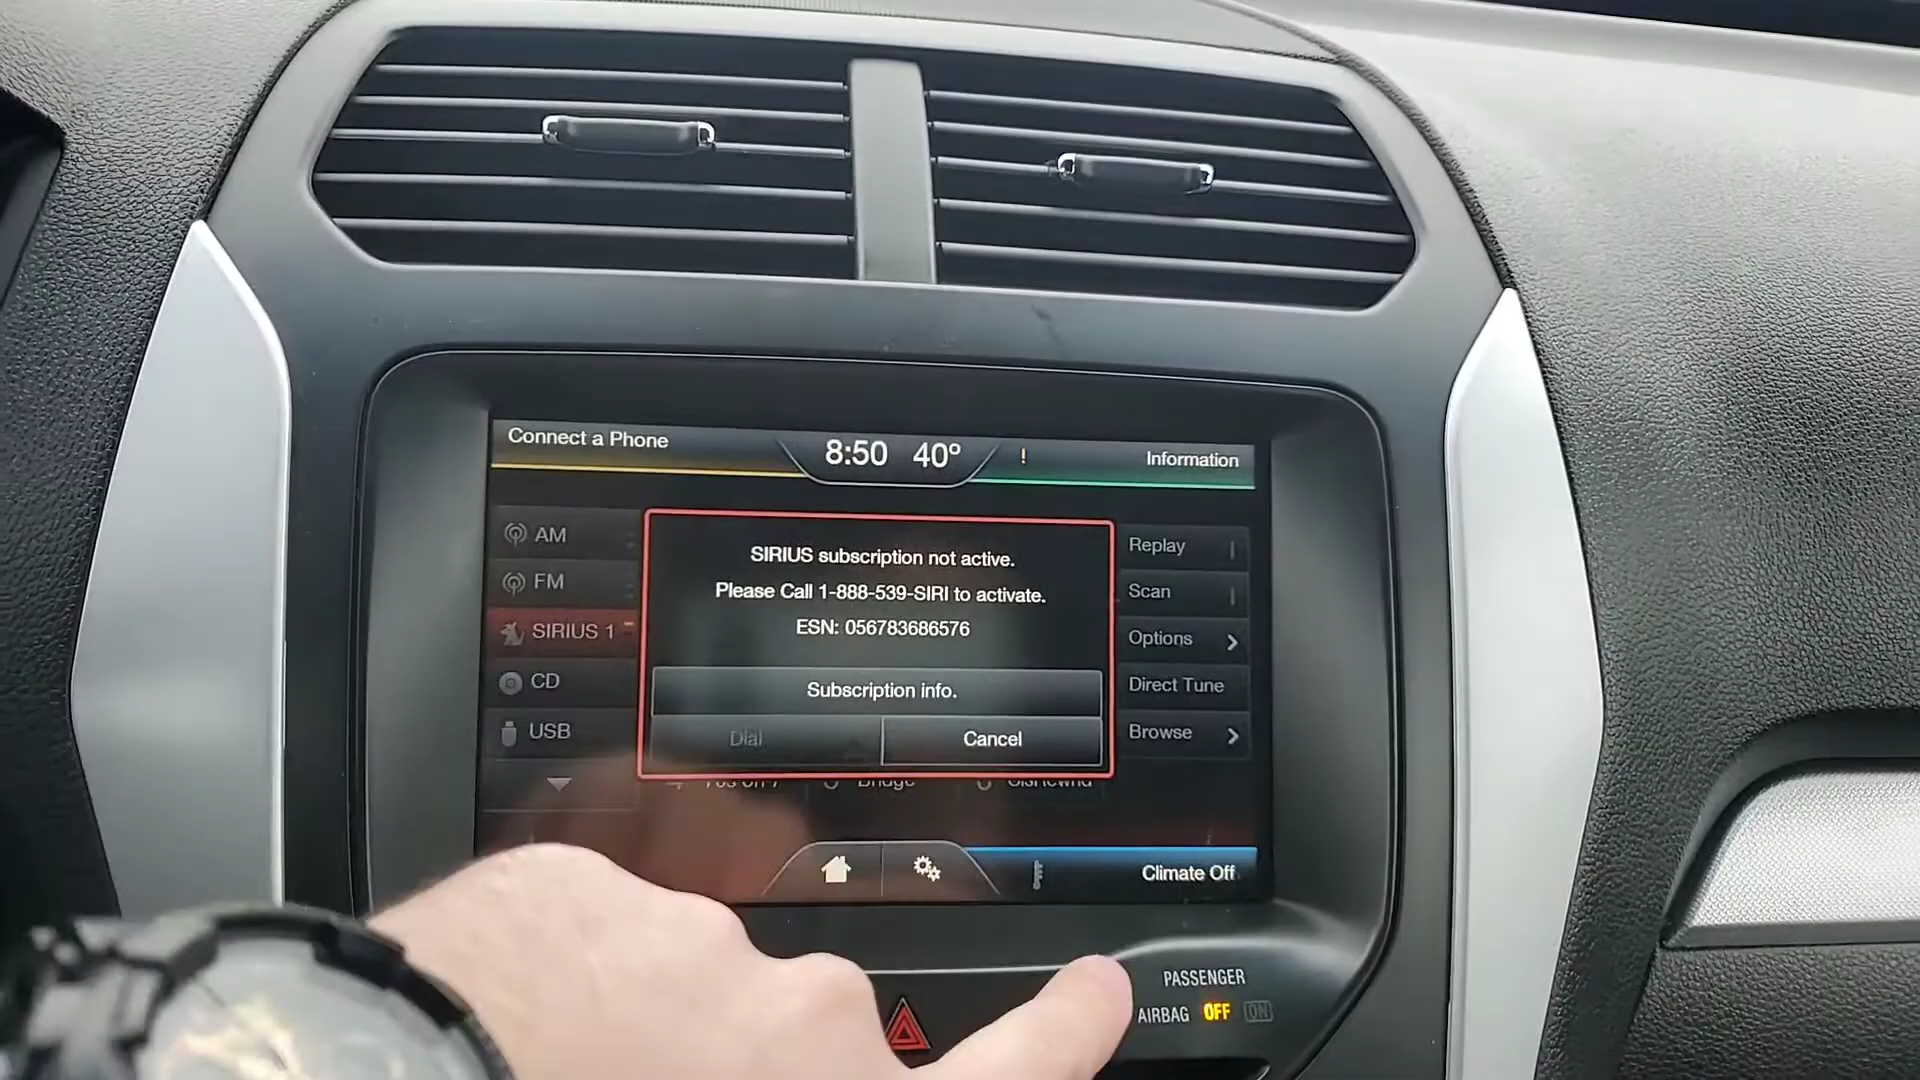 Connect a Phone
8:50 40°
!
Information
AM
FM
SIRIUS 1
CD
USB
SIRIUS subscription not active.
Please Call 1-888-539-SIRI to activate.
ESN: 056783686576
Subscription info.
Dial
Cancel
Replay
Scan
Options
Direct Tune
Browse
Bridge
Climate Off
PASSENGER
AIRBAG OFF ON